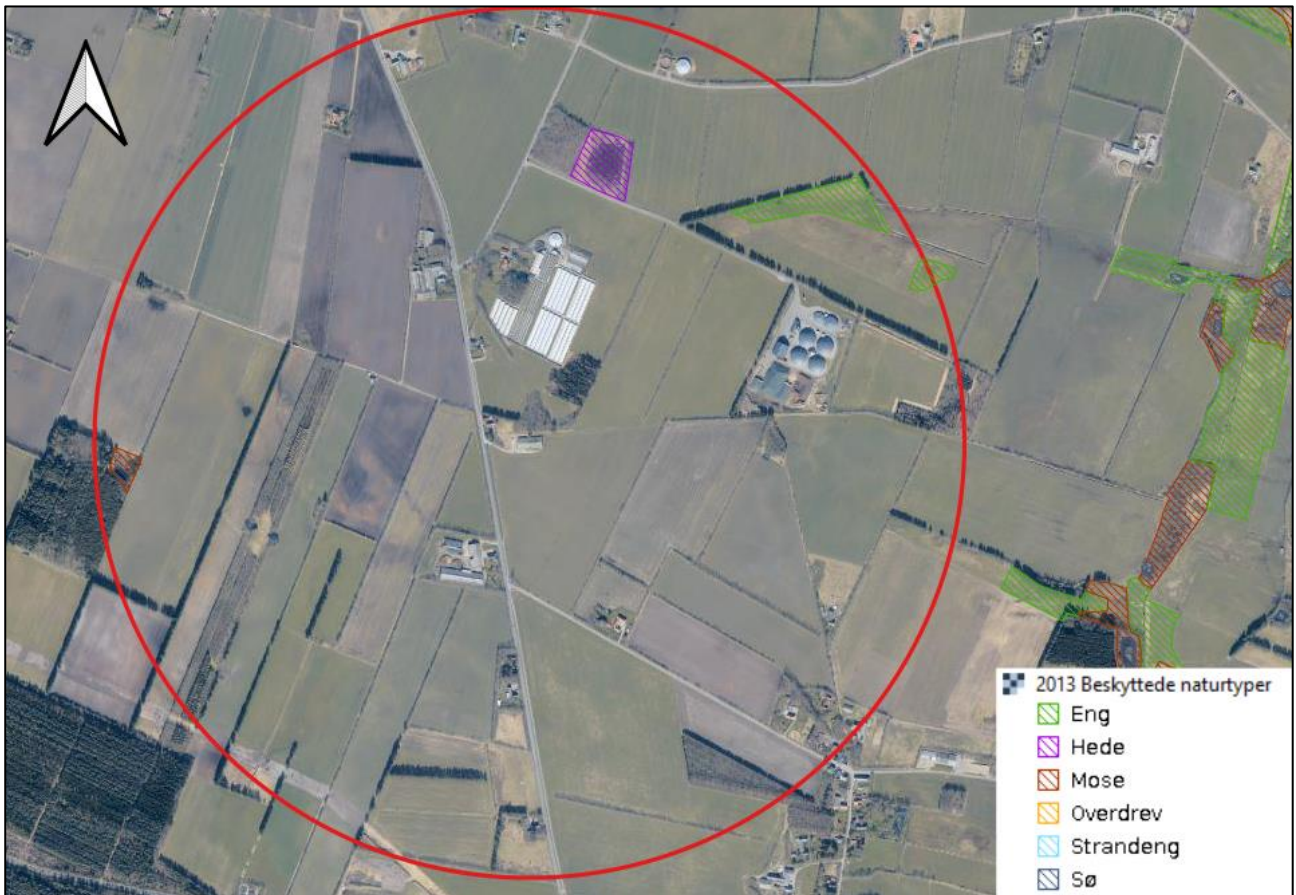 2013 Beskyttede naturtyper
Eng
Hede
Mose
Overdrev
Strandeng
Sø